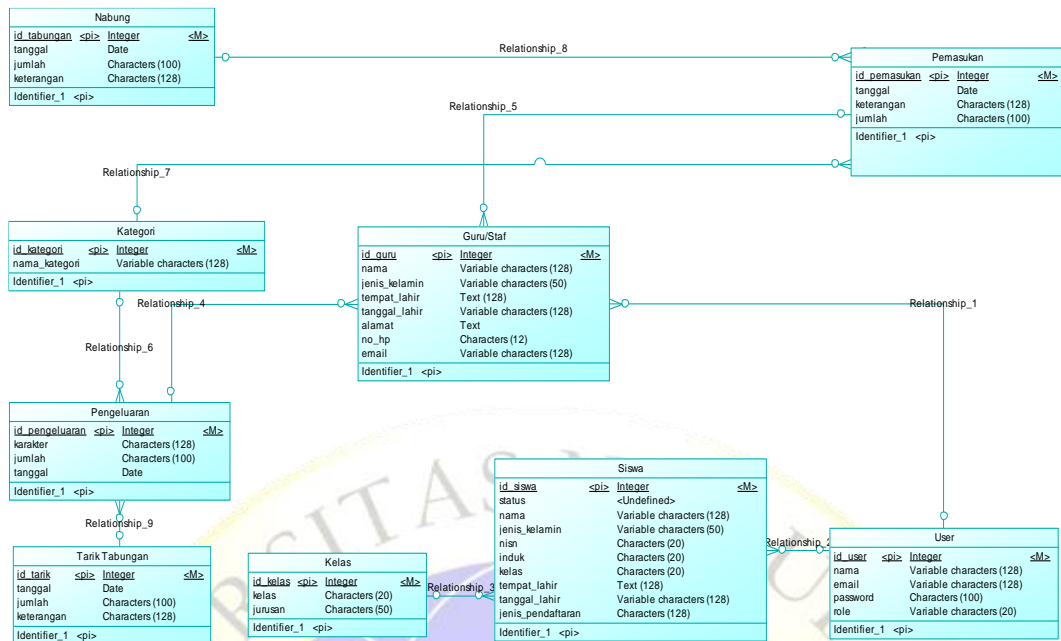 Nabung
id_tabungan <pi> Integer <M>
tanggal Date
jumlah Characters (100)
keterangan Characters (128)
Identifier_1 <pi>
Relationship_8
Pemasukan
id_pemasukan <pi> Integer <M>
tanggal Date
keterangan Characters (128)
jumlah Characters (100)
Identifier_1 <pi>
Relationship_5
Relationship_7
Kategori
id_kategori <pi> Integer <M>
nama_kategori Variable characters (128)
Identifier_1 <pi>
Guru/Staf
id_guru <pi> Integer <M>
nama Variable characters (128)
jenis_kelamin Variable characters (50)
tempat_lahir Text (128)
tanggal_lahir Variable characters (128)
alamat Text
no_hp Characters (12)
email Variable characters (128)
Identifier_1 <pi>
Relationship_4
Relationship_1
Relationship_6
Pengeluaran
id_pengeluaran <pi> Integer <M>
karakter Characters (128)
jumlah Characters (100)
tanggal Date
Identifier_1 <pi>
Relationship_9
Tarik Tabungan
id_tarik <pi> Integer <M>
tanggal Date
jumlah Characters (100)
keterangan Characters (128)
Identifier_1 <pi>
Kelas
id_kelas <pi> Integer <M>
kelas Characters (20)
jurusan Characters (50)
Identifier_1 <pi>
Relationship_3
Siswa
id_siswa <pi> Integer <M>
status <Undefined>
nama Variable characters (128)
jenis_kelamin Variable characters (50)
nisn Characters (20)
induk Characters (20)
kelas Characters (20)
tempat_lahir Text (128)
tanggal_lahir Variable characters (128)
jenis_pendaftaran Characters (128)
Identifier_1 <pi>
Relationship_2
User
id_user <pi> Integer <M>
nama Variable characters (128)
email Variable characters (128)
password Characters (100)
role Variable characters (20)
Identifier_1 <pi>